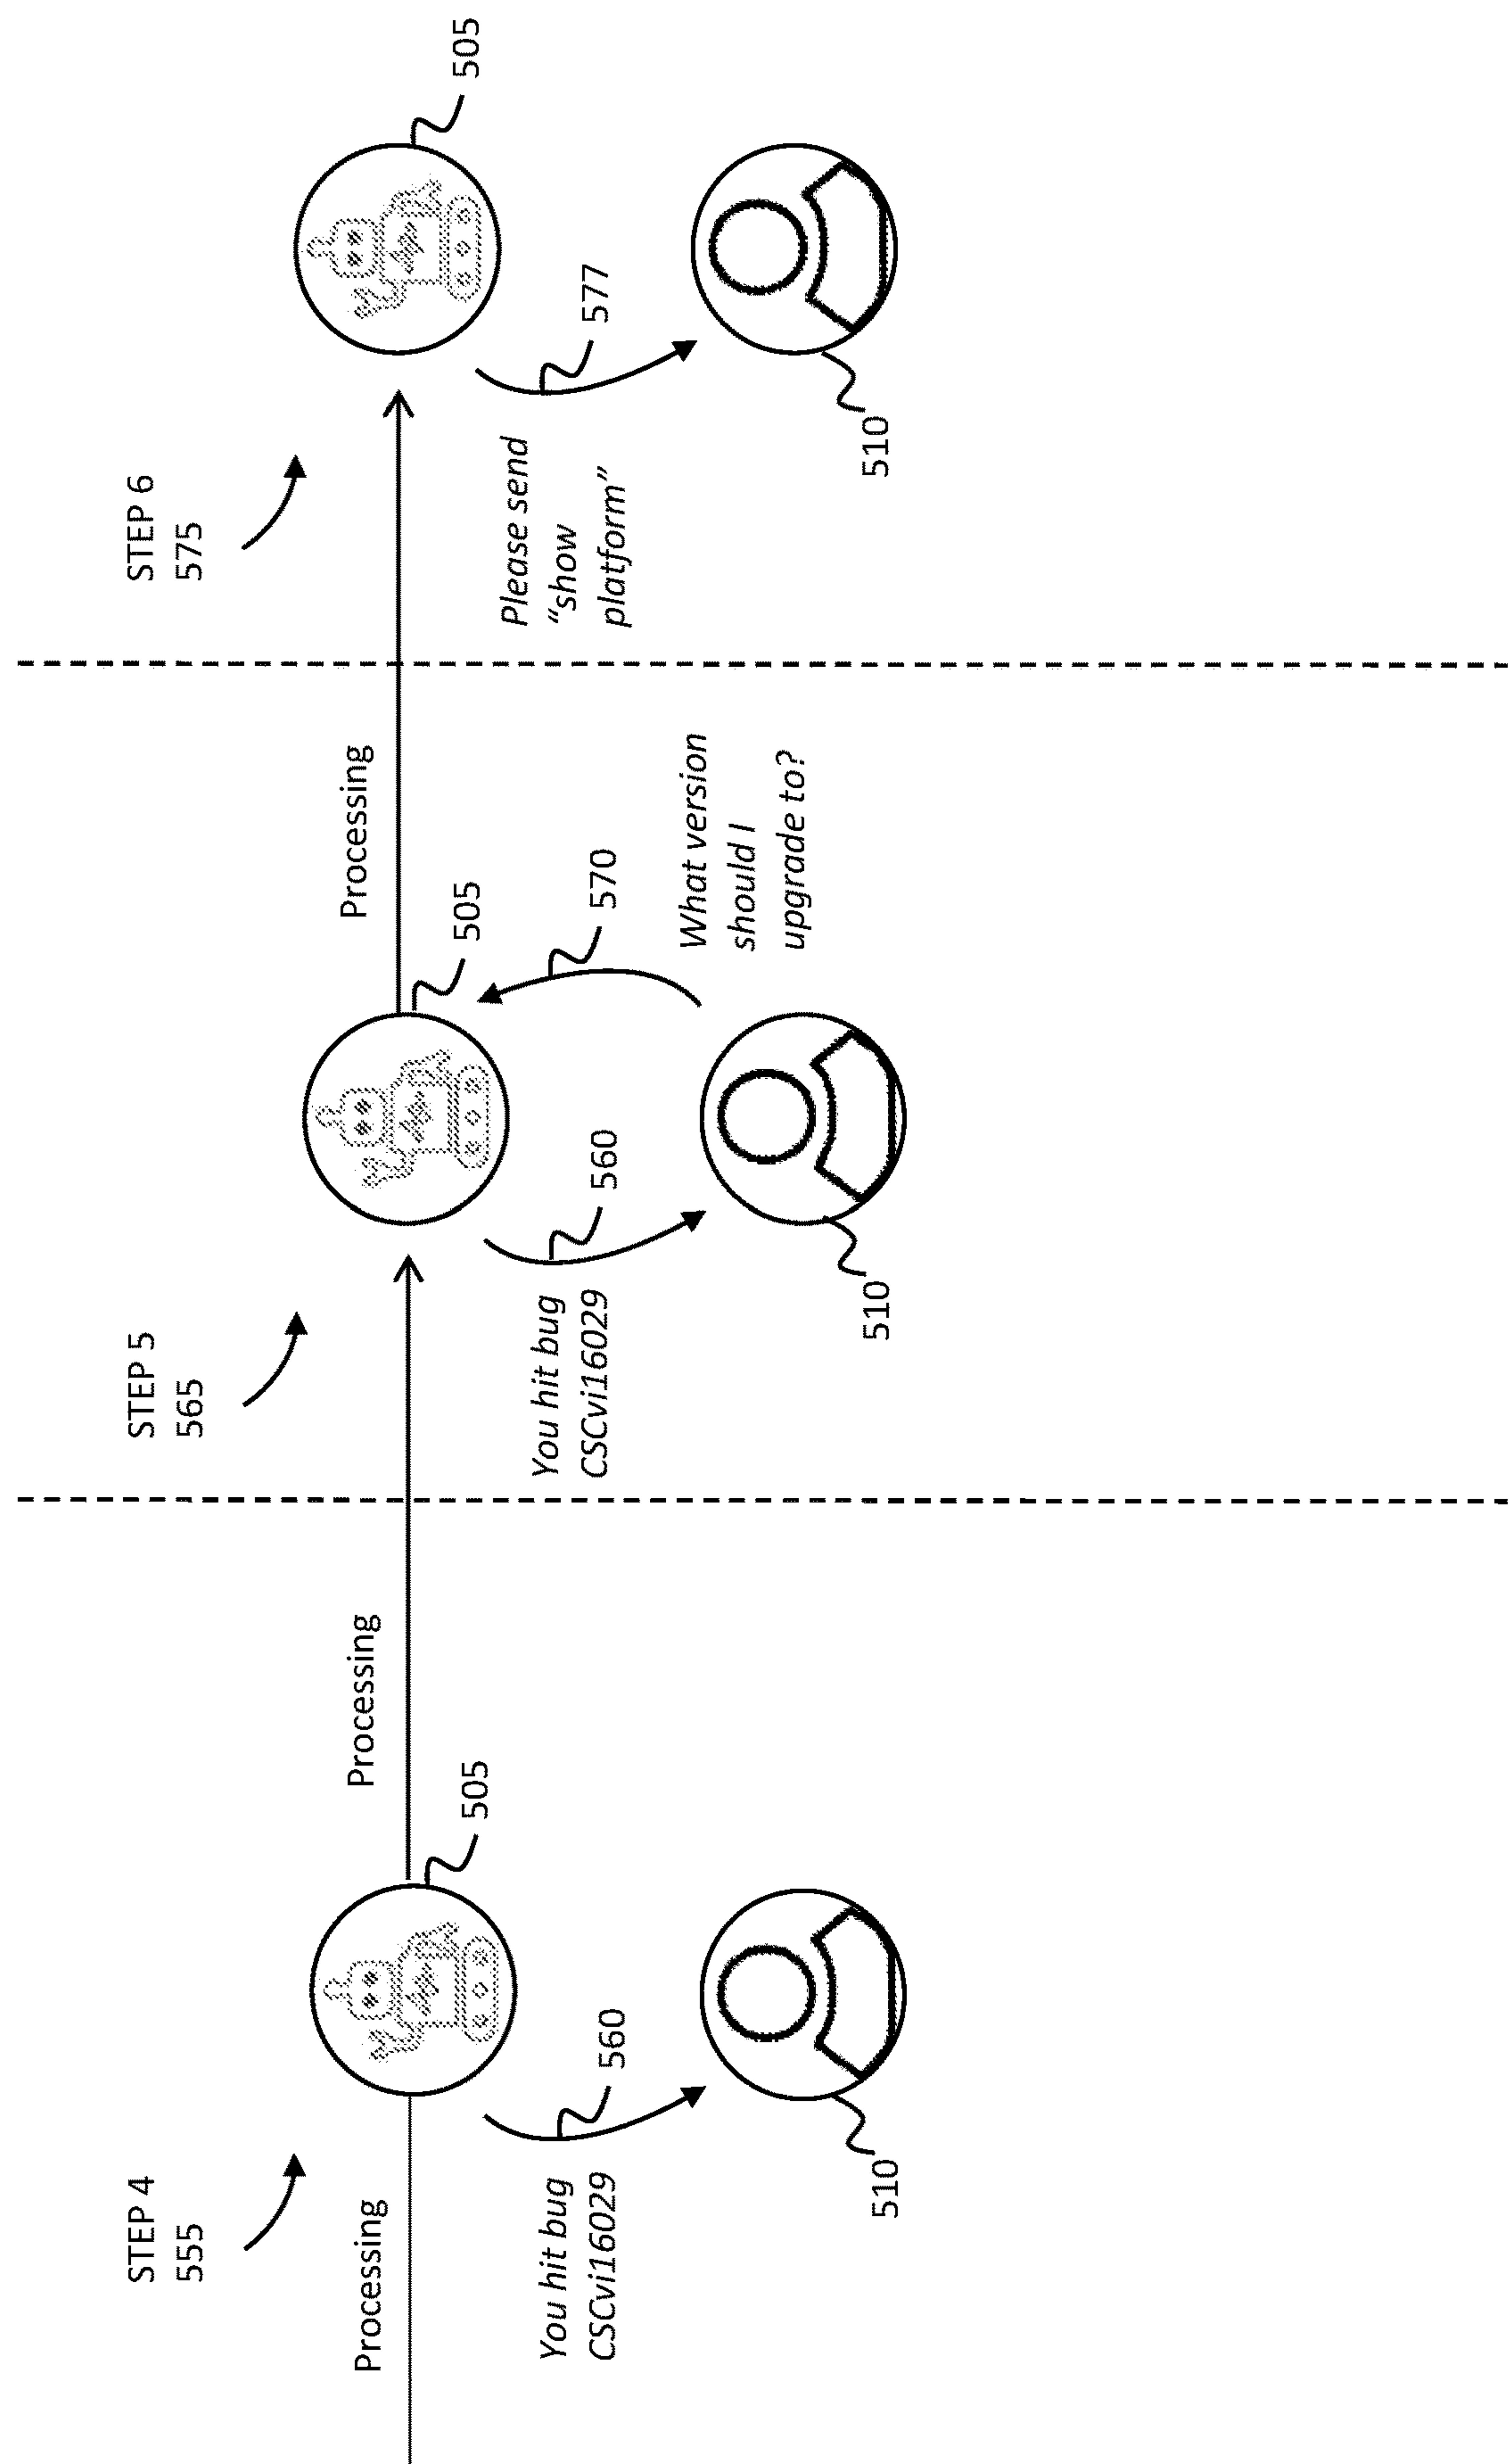 STEP 4
555
Processing
505
560
You hit bug
CSCvi16029
510
STEP 5
565
Processing
505
560
You hit bug
CSCvi16029
570
What version
should I
upgrade to?
510
STEP 6
575
Processing
505
577
Please send
“show
platform”
510